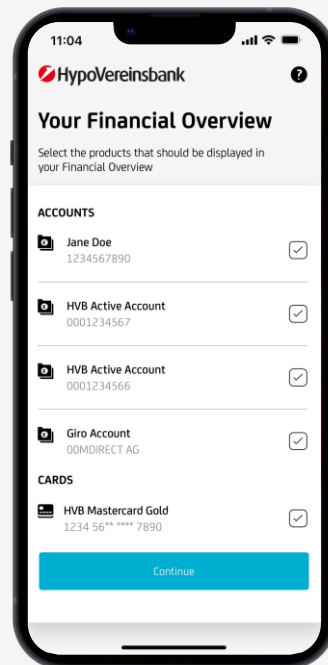 11:04
HypoVereinsbank
?
Your Financial Overview
Select the products that should be displayed in
your Financial Overview
ACCOUNTS
Jane Doe
1234567890
HVB Active Account
0001234567
HVB Active Account
0001234566
Giro Account
00MDIRECT AG
CARDS
HVB Mastercard Gold
1234 56** **** 7890
Continue